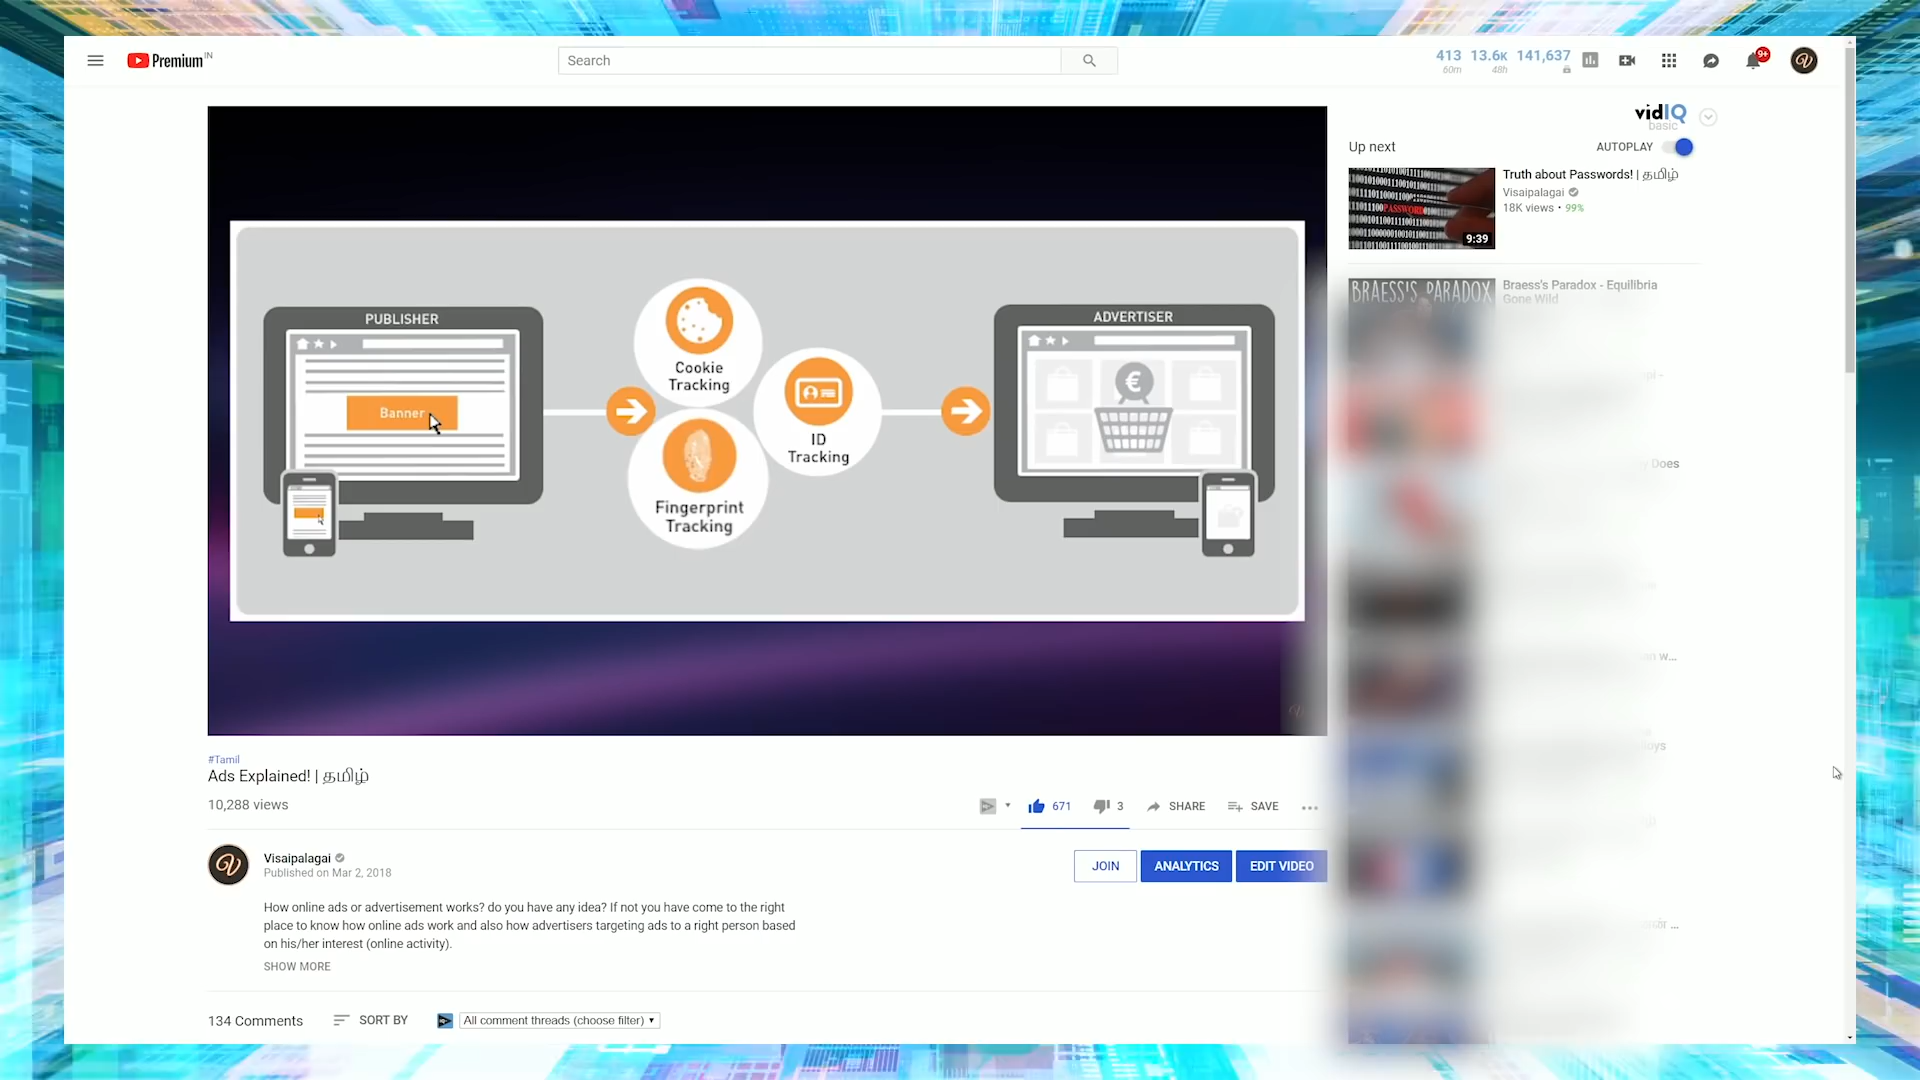 Premium IN
Search
413 13.6K 141,637
60m 48h
9+
vidIQ
basic
Up next
AUTOPLAY
PASSWORD
9:39
Truth about Passwords! | தமிழ்
Visaipalagai
18K views • 99%
BRAESS'S PARADOX
Braess's Paradox - Equilibria
Gone Wild
Does
PUBLISHER
Banner
Cookie
Tracking
ID
Tracking
Fingerprint
Tracking
ADVERTISER
€
#Tamil
Ads Explained! | தமிழ்
10,288 views
671
3
SHARE
SAVE
Visaipalagai
Published on Mar 2, 2018
JOIN
ANALYTICS
EDIT VIDEO
How online ads or advertisement works? do you have any idea? If not you have come to the right
place to know how online ads work and also how advertisers targeting ads to a right person based
on his/her interest (online activity).
SHOW MORE
134 Comments
SORT BY
All comment threads (choose filter)